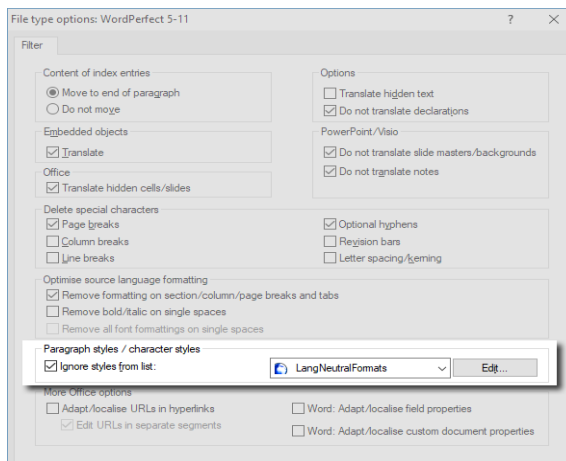 File type options: WordPerfect 5-11
Filter
Content of index entries
Move to end of paragraph
Do not move
Options
Translate hidden text
Do not translate declarations
Embedded objects
Translate
PowerPoint/Visio
Do not translate slide masters/backgrounds
Do not translate notes
Office
Translate hidden cells/slides
Delete special characters
Page breaks
Column breaks
Line breaks
Optional hyphens
Revision bars
Letter spacing/kerning
Optimise source language formatting
Remove formatting on section/column/page breaks and tabs
Remove bold/italic on single spaces
Remove all font formattings on single spaces
Paragraph styles / character styles
Ignore styles from list: LangNeutralFormats Edit...
More Office options
Adapt/localise URLs in hyperlinks
Edit URLs in separate segments
Word: Adapt/localise field properties
Word: Adapt/localise custom document properties